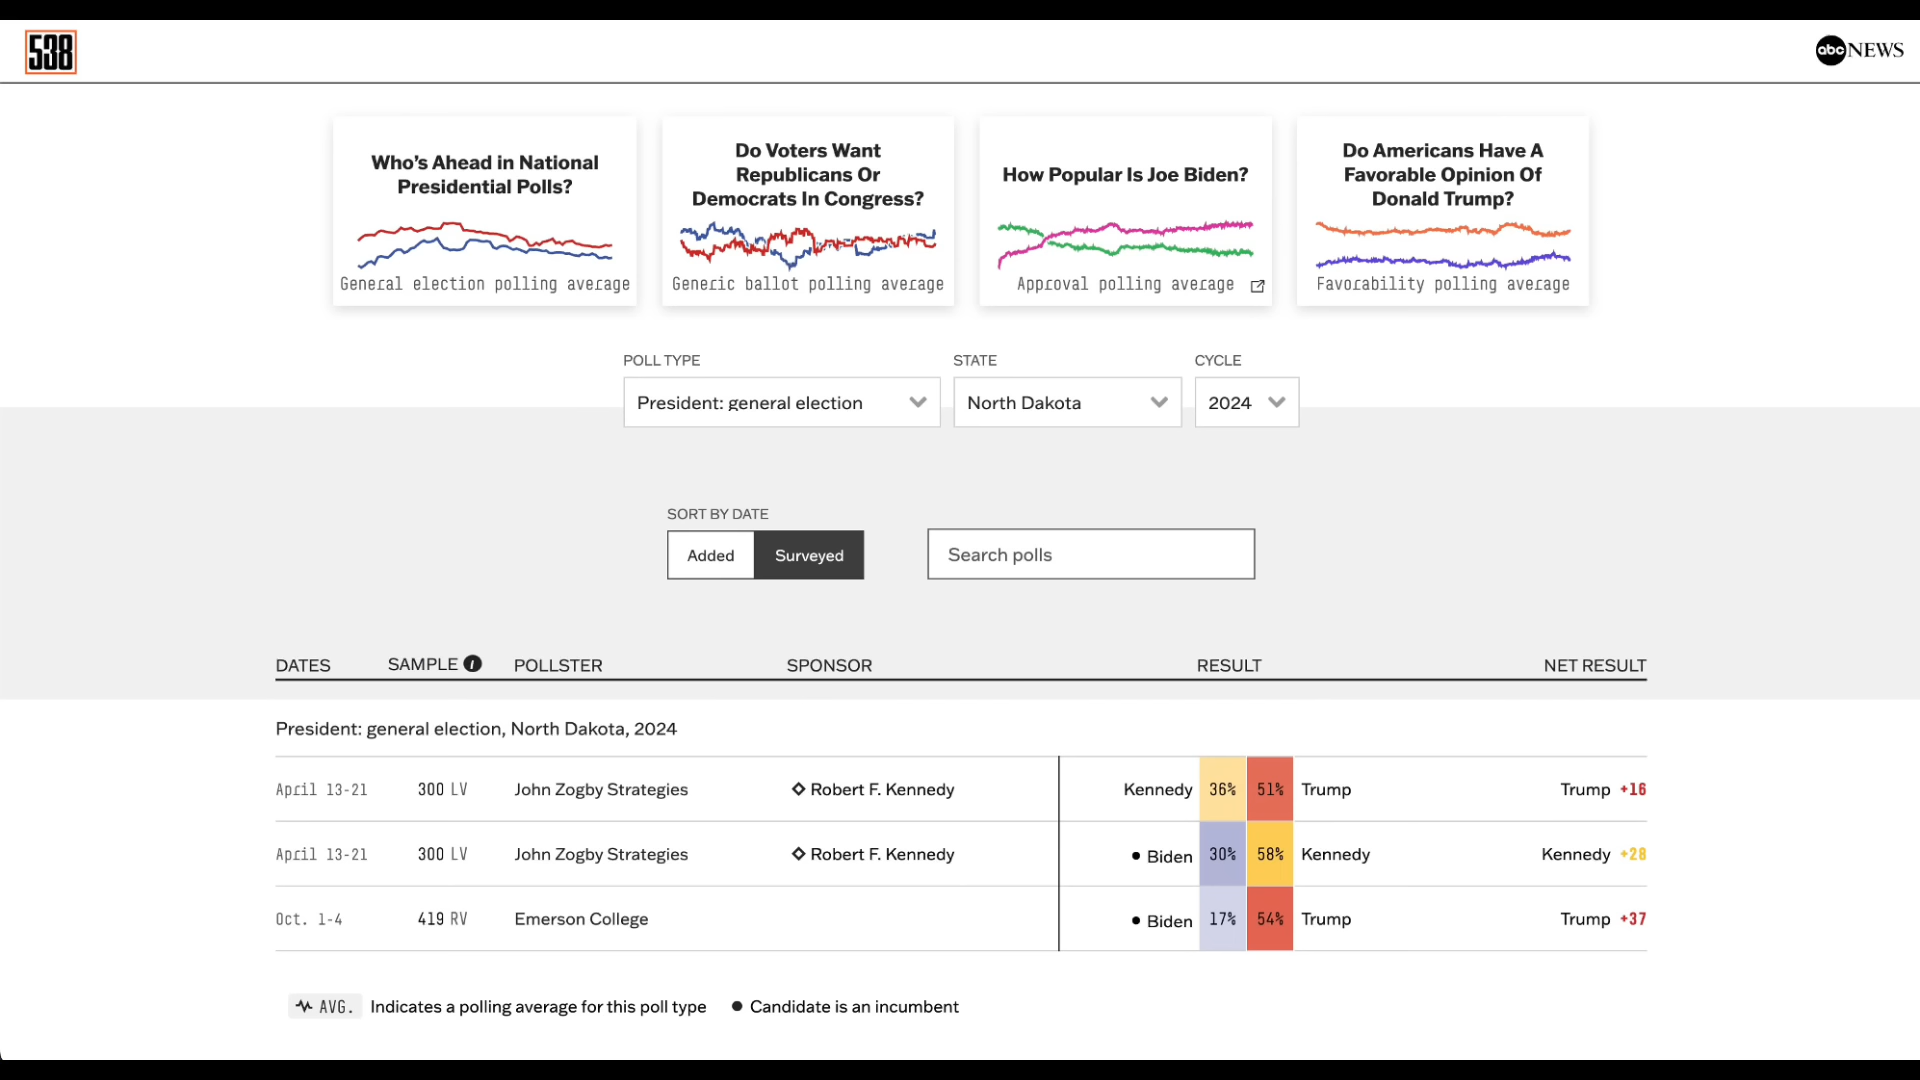 538
abc NEWS
Who's Ahead in National
Presidential Polls?
General election polling average
Do Voters Want
Republicans Or
Democrats In Congress?
Generic ballot polling average
How Popular Is Joe Biden?
Approval polling average
Do Americans Have A
Favorable Opinion Of
Donald Trump?
Favorability polling average
POLL TYPE STATE CYCLE
President: general election North Dakota 2024
SORT BY DATE
Added Surveyed Search polls
DATES SAMPLE i POLLSTER SPONSOR RESULT NET RESULT
President: general election, North Dakota, 2024
April 13-21 300 LV John Zogby Strategies ◇ Robert F. Kennedy Kennedy 36% 51% Trump Trump +16
April 13-21 300 LV John Zogby Strategies ◇ Robert F. Kennedy ● Biden 30% 58% Kennedy Kennedy +28
Oct. 1-4 419 RV Emerson College ● Biden 17% 54% Trump Trump +37
AVG. Indicates a polling average for this poll type ● Candidate is an incumbent